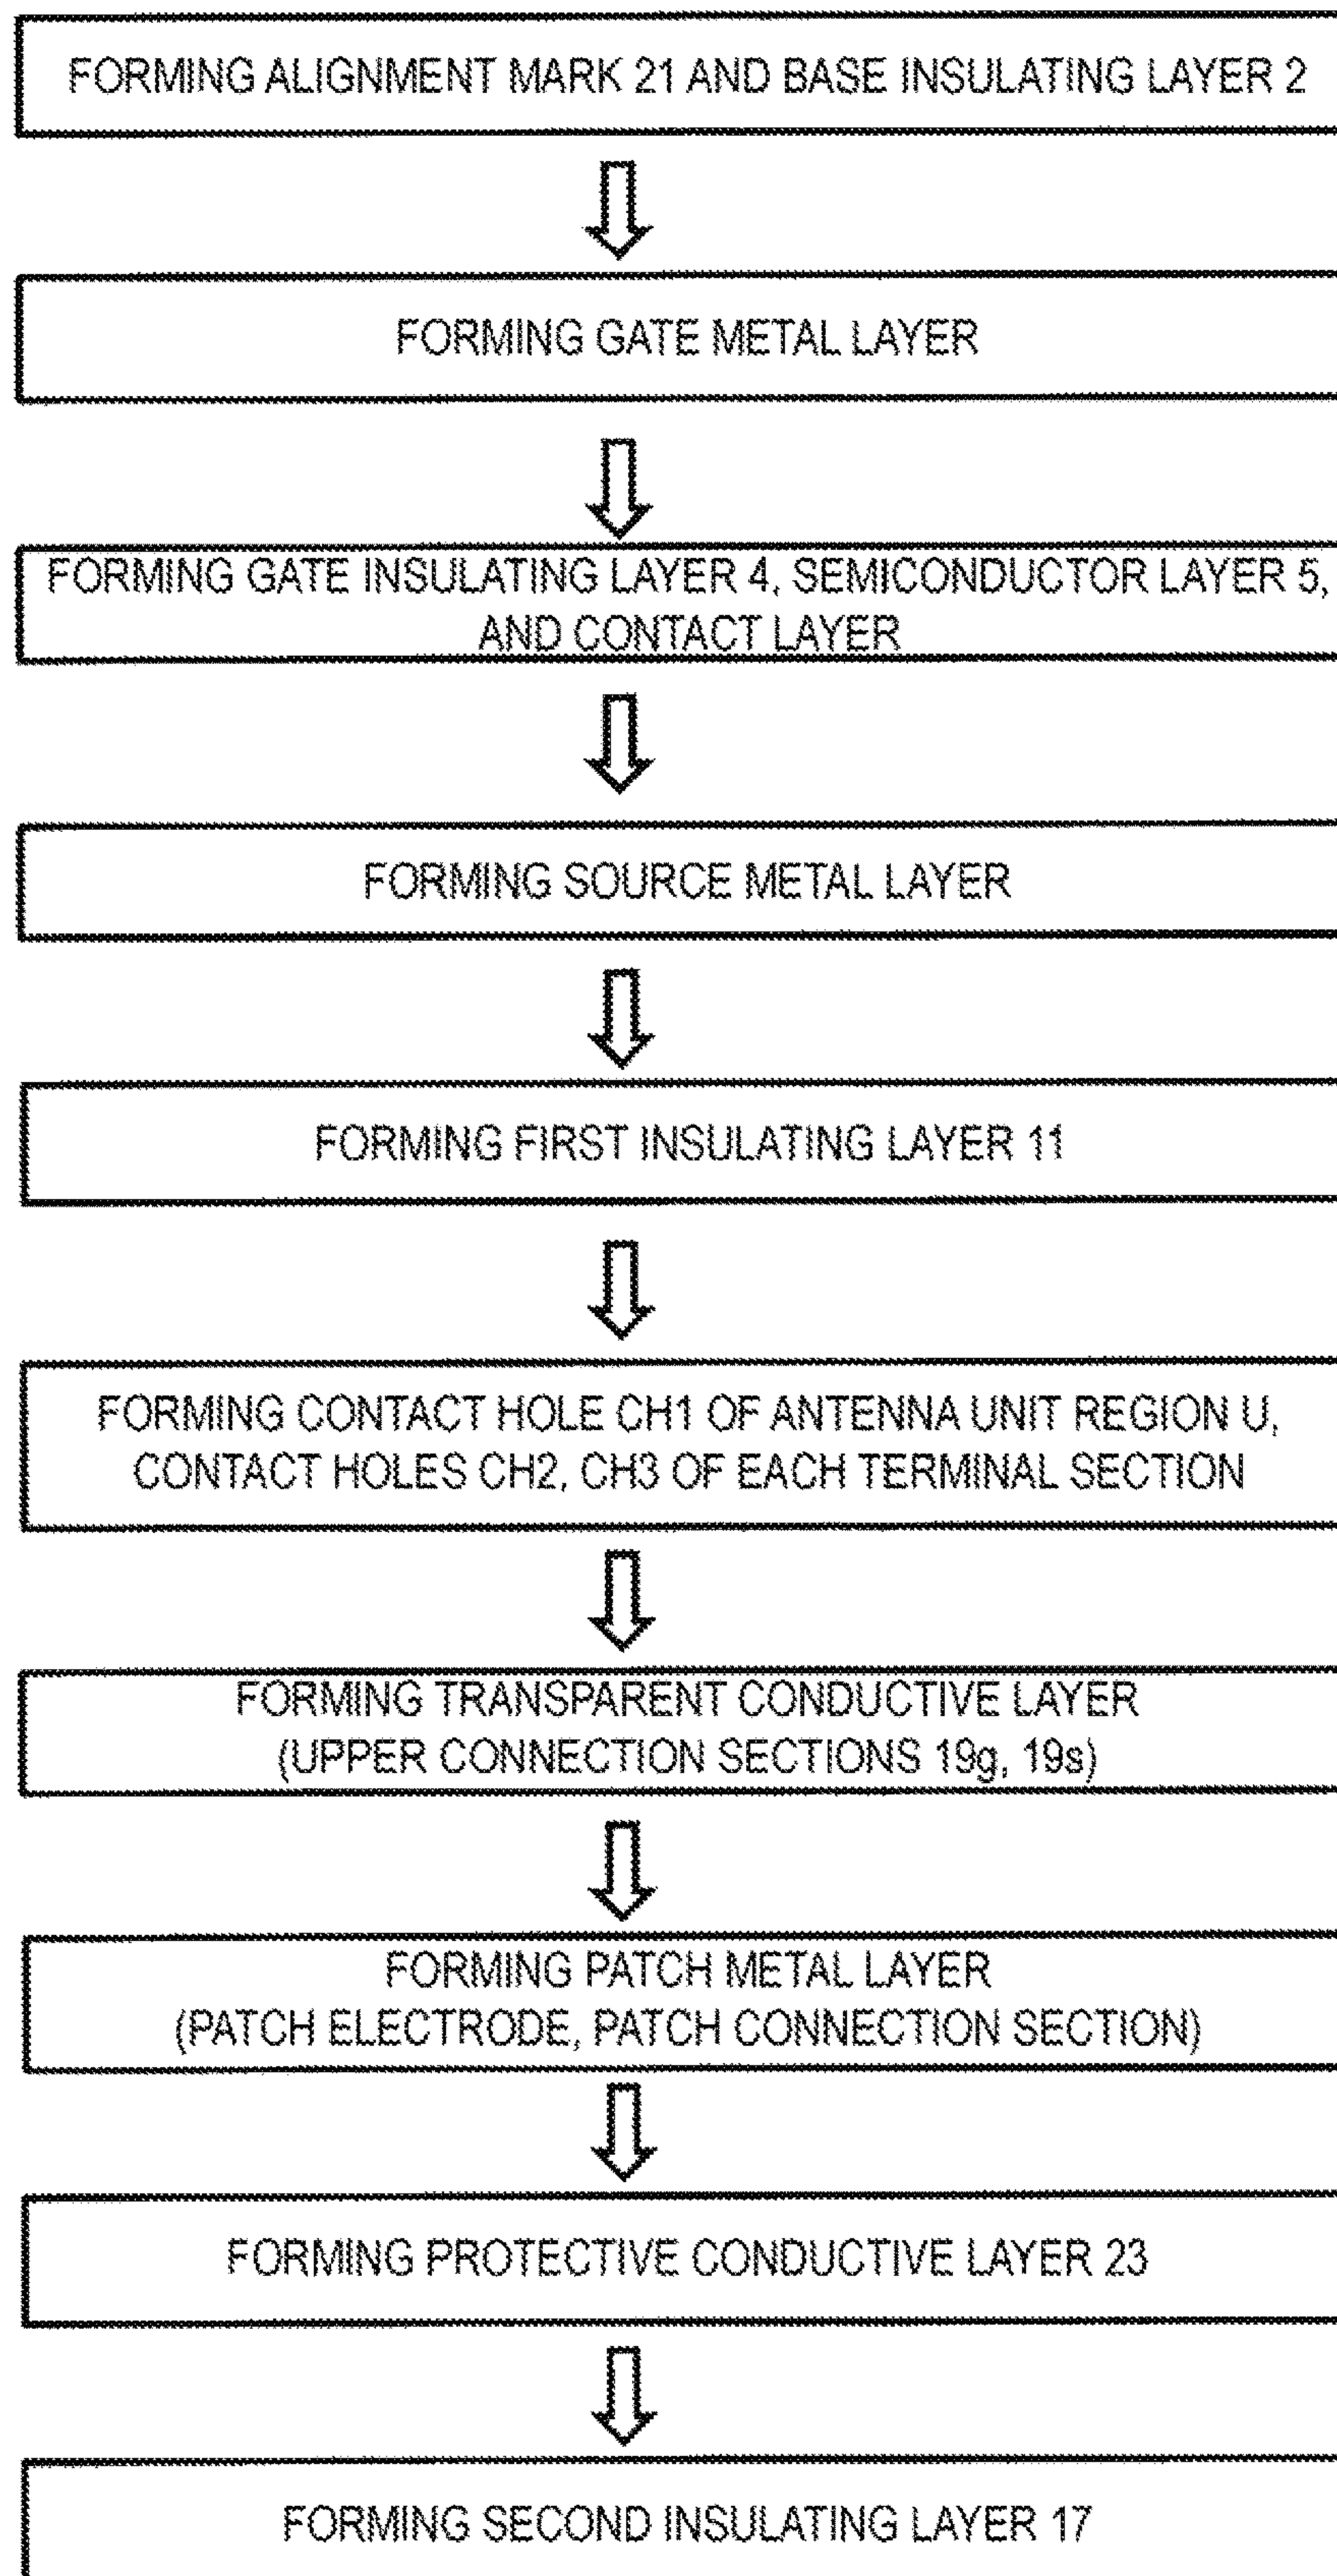 FORMING ALIGNMENT MARK 21 AND BASE INSULATING LAYER 2
FORMING GATE METAL LAYER
FORMING GATE INSULATING LAYER 4, SEMICONDUCTOR LAYER 5,
AND CONTACT LAYER
FORMING SOURCE METAL LAYER
FORMING FIRST INSULATING LAYER 11
FORMING CONTACT HOLE CH1 OF ANTENNA UNIT REGION U,
CONTACT HOLES CH2, CH3 OF EACH TERMINAL SECTION
FORMING TRANSPARENT CONDUCTIVE LAYER
(UPPER CONNECTION SECTIONS 19g, 19s)
FORMING PATCH METAL LAYER
(PATCH ELECTRODE, PATCH CONNECTION SECTION)
FORMING PROTECTIVE CONDUCTIVE LAYER 23
FORMING SECOND INSULATING LAYER 17